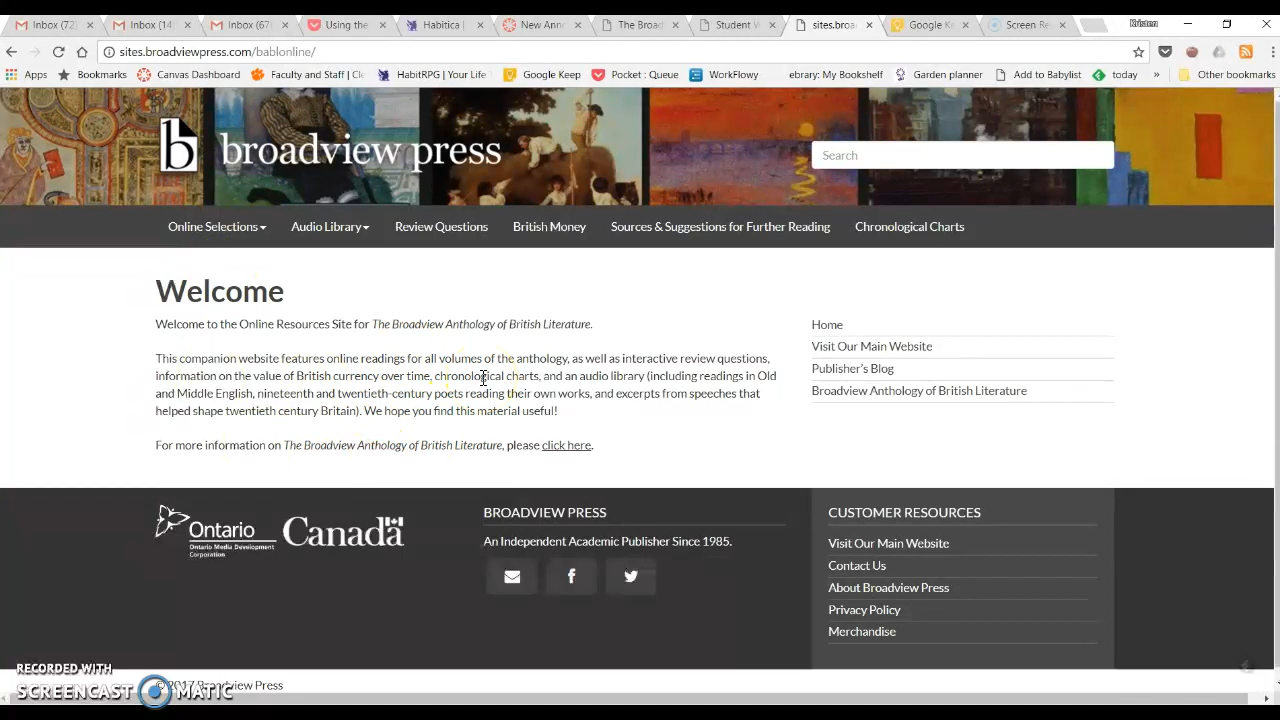 Inbox (72)
Inbox (14)
Inbox (67)
Using the
Habitica |
New Anno
The Broad
Student W
sites.broa
Google Ke
Screen Re
Kristen
sites.broadviewpress.com/bablonline/
Apps
Bookmarks
Canvas Dashboard
Faculty and Staff | Cle
HabitRPG | Your Life
Google Keep
Pocket : Queue
WorkFlowy
ebrary: My Bookshelf
Garden planner
Add to Babylist
today
»
Other bookmarks
b broadview press
Search
Online Selections
Audio Library
Review Questions
British Money
Sources & Suggestions for Further Reading
Chronological Charts
Welcome
Welcome to the Online Resources Site for The Broadview Anthology of British Literature.
This companion website features online readings for all volumes of the anthology, as well as interactive review questions,
information on the value of British currency over time, chronological charts, and an audio library (including readings in Old
and Middle English, nineteenth and twentieth-century poets reading their own works, and excerpts from speeches that
helped shape twentieth century Britain). We hope you find this material useful!
For more information on The Broadview Anthology of British Literature, please click here.
Home
Visit Our Main Website
Publisher's Blog
Broadview Anthology of British Literature
Ontario
Ontario Media Development
Corporation
Canada
BROADVIEW PRESS
An Independent Academic Publisher Since 1985.
CUSTOMER RESOURCES
Visit Our Main Website
Contact Us
About Broadview Press
Privacy Policy
Merchandise
RECORDED WITH
SCREENCAST MATIC
© 2017 Broadview Press